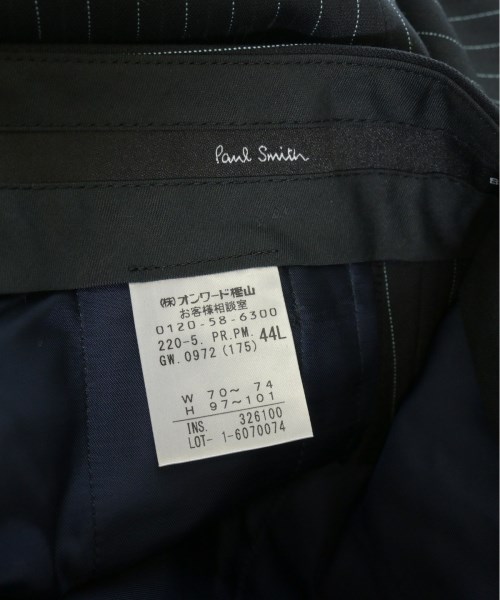 Paul Smith
(株)オンワード樫山
お客様相談室
0120-58-6300
220-5. PR.PM. 44L
GW. 0972 (175)
W 70～ 74
H 97～101
INS. 326100
LOT- 1-6070074